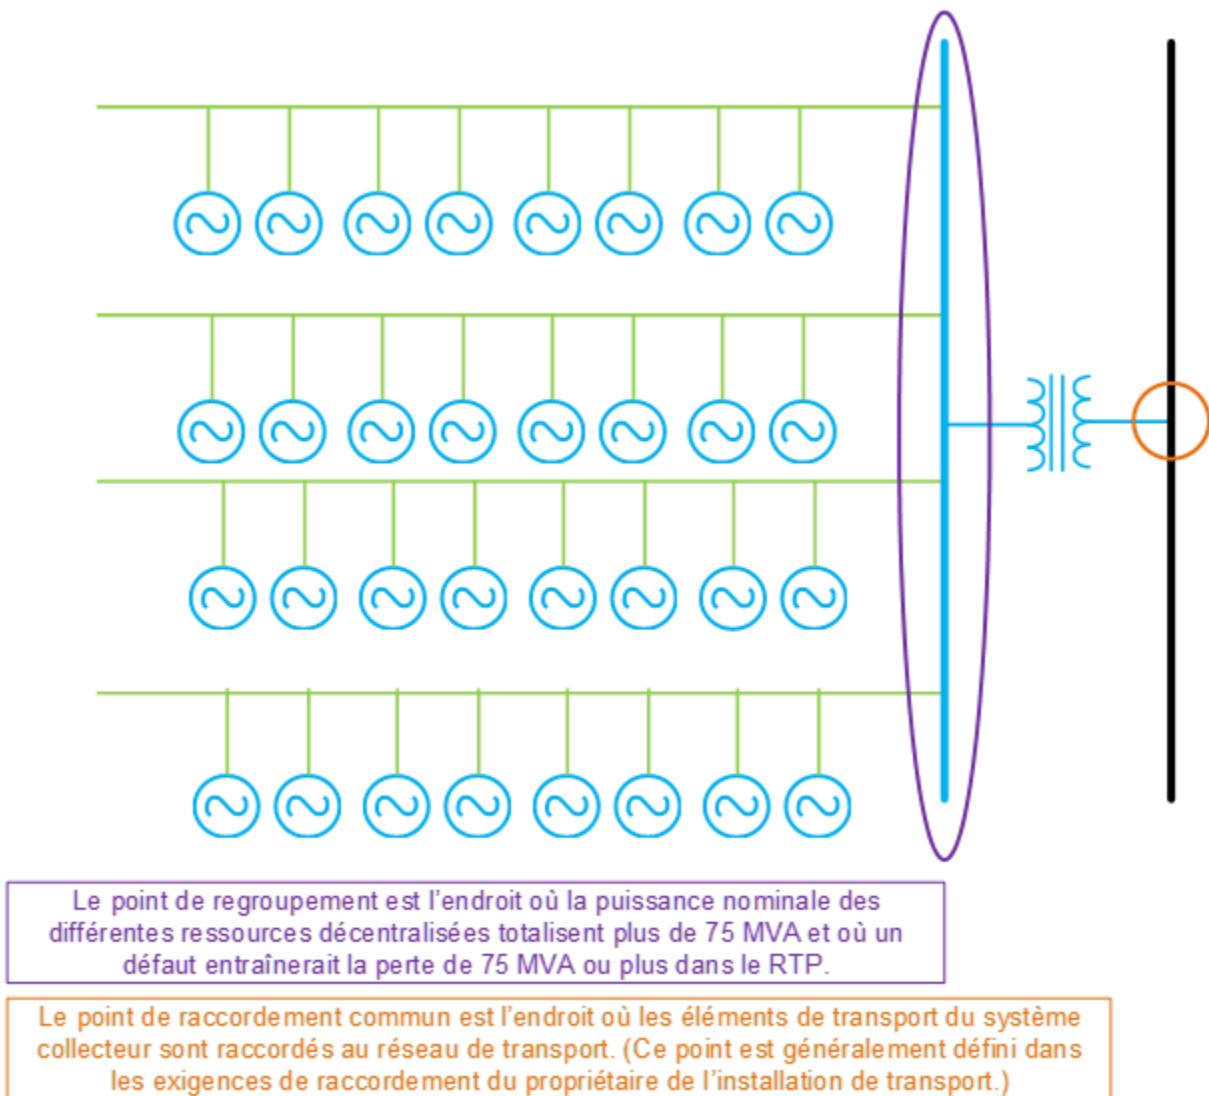 Le point de regroupement est l'endroit où la puissance nominale des
différentes ressources décentralisées totalisent plus de 75 MVA et où un
défaut entraînerait la perte de 75 MVA ou plus dans le RTP.
Le point de raccordement commun est l'endroit où les éléments de transport du système
collecteur sont raccordés au réseau de transport. (Ce point est généralement défini dans
les exigences de raccordement du propriétaire de l'installation de transport.)